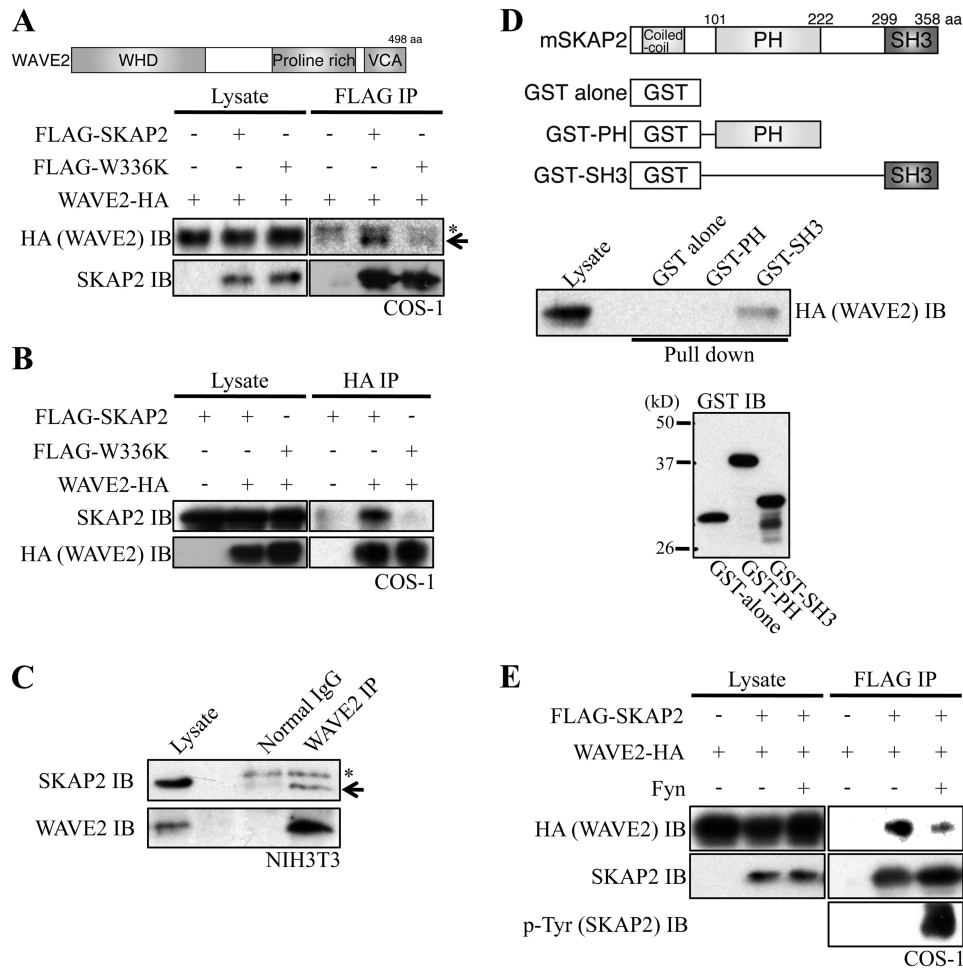 A
498 aa
WAVE2 WHD Proline rich VCA
Lysate FLAG IP
FLAG-SKAP2 - + - - + -
FLAG-W336K - - + - - +
WAVE2-HA + + + + + +
HA (WAVE2) IB *
SKAP2 IB
COS-1
B
Lysate HA IP
FLAG-SKAP2 + + - + + -
FLAG-W336K - - + - - +
WAVE2-HA - + + - + +
SKAP2 IB
HA (WAVE2) IB
COS-1
C
Lysate Normal IgG WAVE2 IP
SKAP2 IB *
WAVE2 IB
NIH3T3
D
101 222 299 358 aa
mSKAP2 Coiled
-coil PH SH3
GST alone GST
GST-PH GST PH
GST-SH3 GST SH3
Lysate GST alone GST-PH GST-SH3
HA (WAVE2) IB
Pull down
(kD) GST IB
50
37
26
GST-alone GST-PH GST-SH3
E
Lysate FLAG IP
FLAG-SKAP2 - + + - + +
WAVE2-HA + + + + + +
Fyn - - + - - +
HA (WAVE2) IB
SKAP2 IB
p-Tyr (SKAP2) IB
COS-1